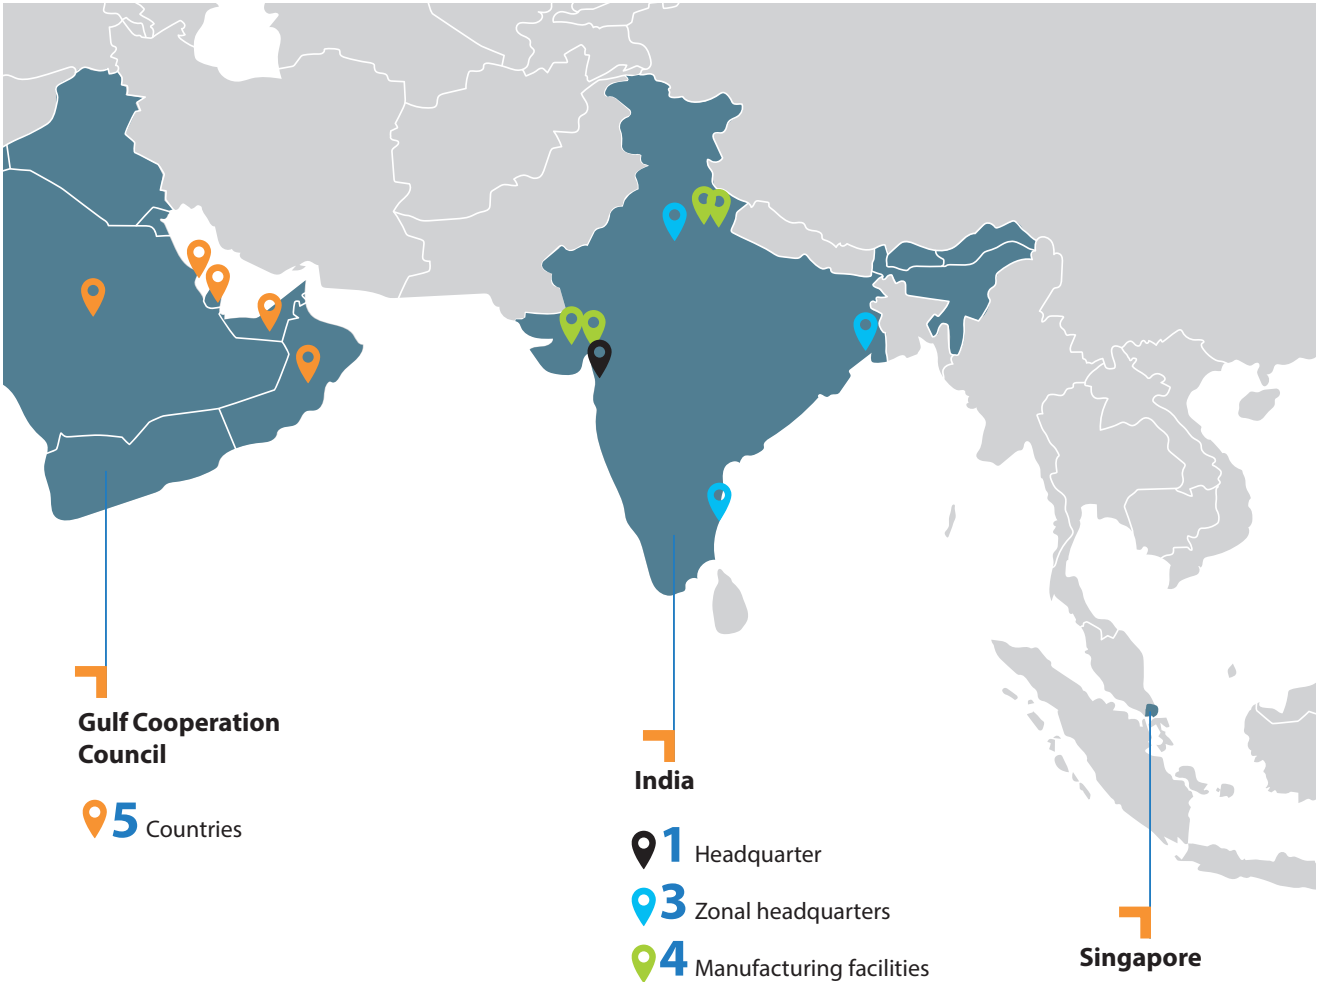 Gulf Cooperation
Council
5 Countries
India
1 Headquarter
3 Zonal headquarters
4 Manufacturing facilities
Singapore